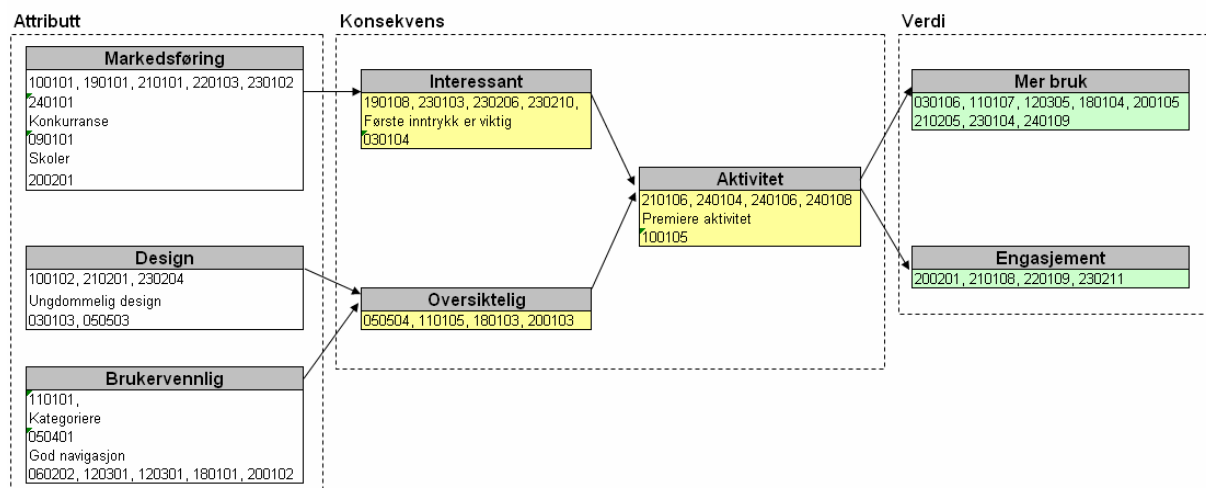 Attributt
Markedsføring
100101, 190101, 210101, 220103, 230102
240101
Konkurranse
090101
Skoler
200201
Design
100102, 210201, 230204
Ungdommelig design
030103, 050503
Brukervennlig
110101,
Kategoriere
050401
God navigasjon
060202, 120301, 120301, 180101, 200102
Konsekvens
Interessant
190108, 230103, 230206, 230210,
Første inntrykk er viktig
030104
Oversiktelig
050504, 110105, 180103, 200103
Aktivitet
210106, 240104, 240106, 240108
Premiere aktivitet
100105
Verdi
Mer bruk
030106, 110107, 120305, 180104, 200105
210205, 230104, 240109
Engasjement
200201, 210108, 220109, 230211